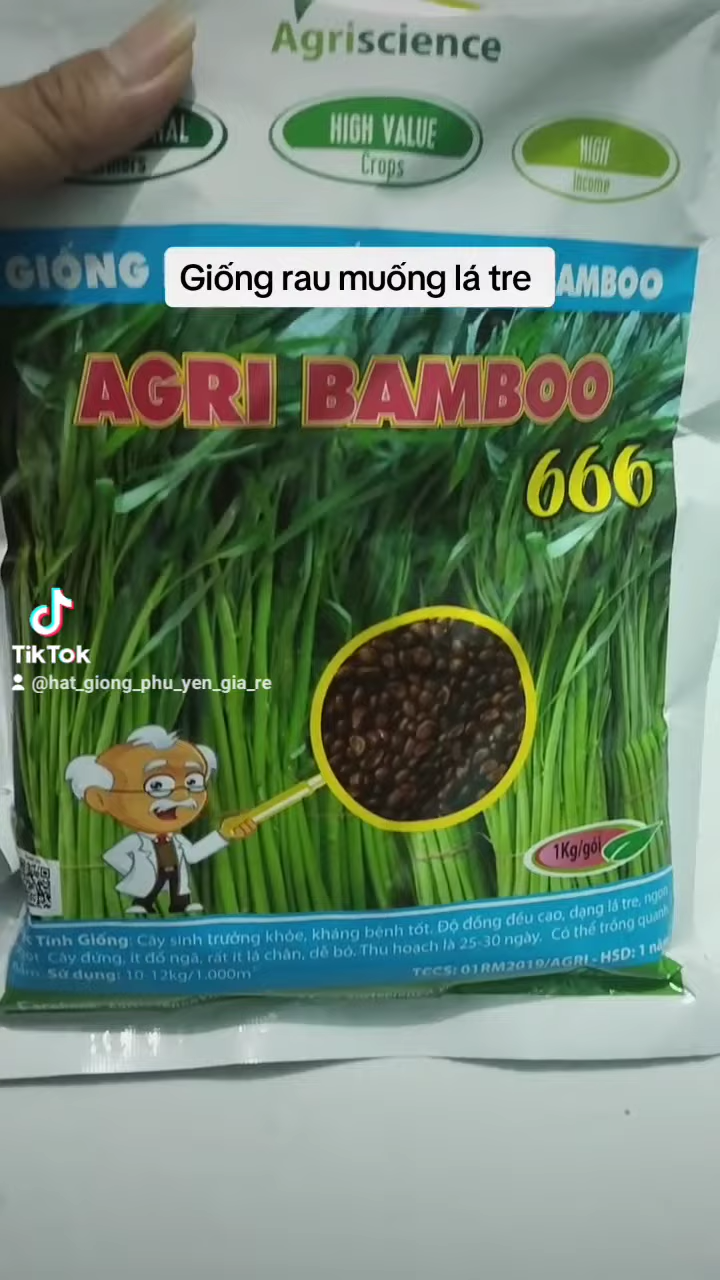 Agriscience
HIGH VALUE
Crops
HIGH
Income
GIỐNG
AMBOO
Giống rau muống lá tre
AGRI BAMBOO
666
TikTok
@hat_giong_phu_yen_gia_re
1Kg/gói
Tính Giống: Cây sinh trưởng khỏe, kháng bệnh tốt. Độ đồng đều cao, dạng lá tre, ngọn
Cây đứng, ít đổ ngã, rất ít lá chân, dễ bó. Thu hoạch là 25-30 ngày. Có thể trồng quanh
Sử dụng: 10-12kg/1.000m²
TCCS: 01RM2019/AGRI - HSD: 1